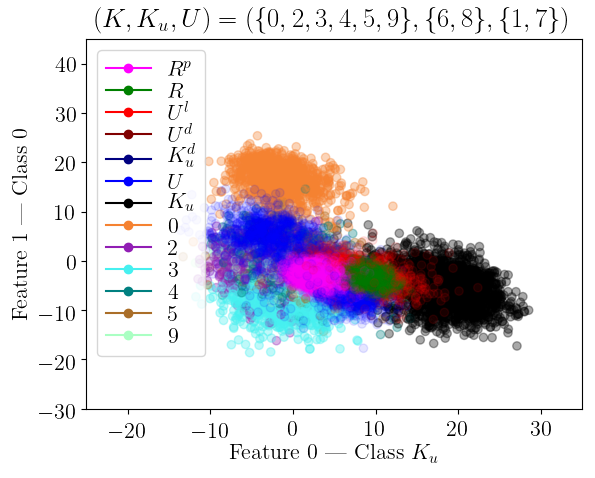 (K, K_u, U) = ({0, 2, 3, 4, 5, 9}, {6, 8}, {1, 7})
Feature 1 — Class 0
40
30
20
10
0
−10
−20
−30
R^p
R
U^l
U^d
K_u^d
U
K_u
0
2
3
4
5
9
−20 −10 0 10 20 30
Feature 0 — Class K_u